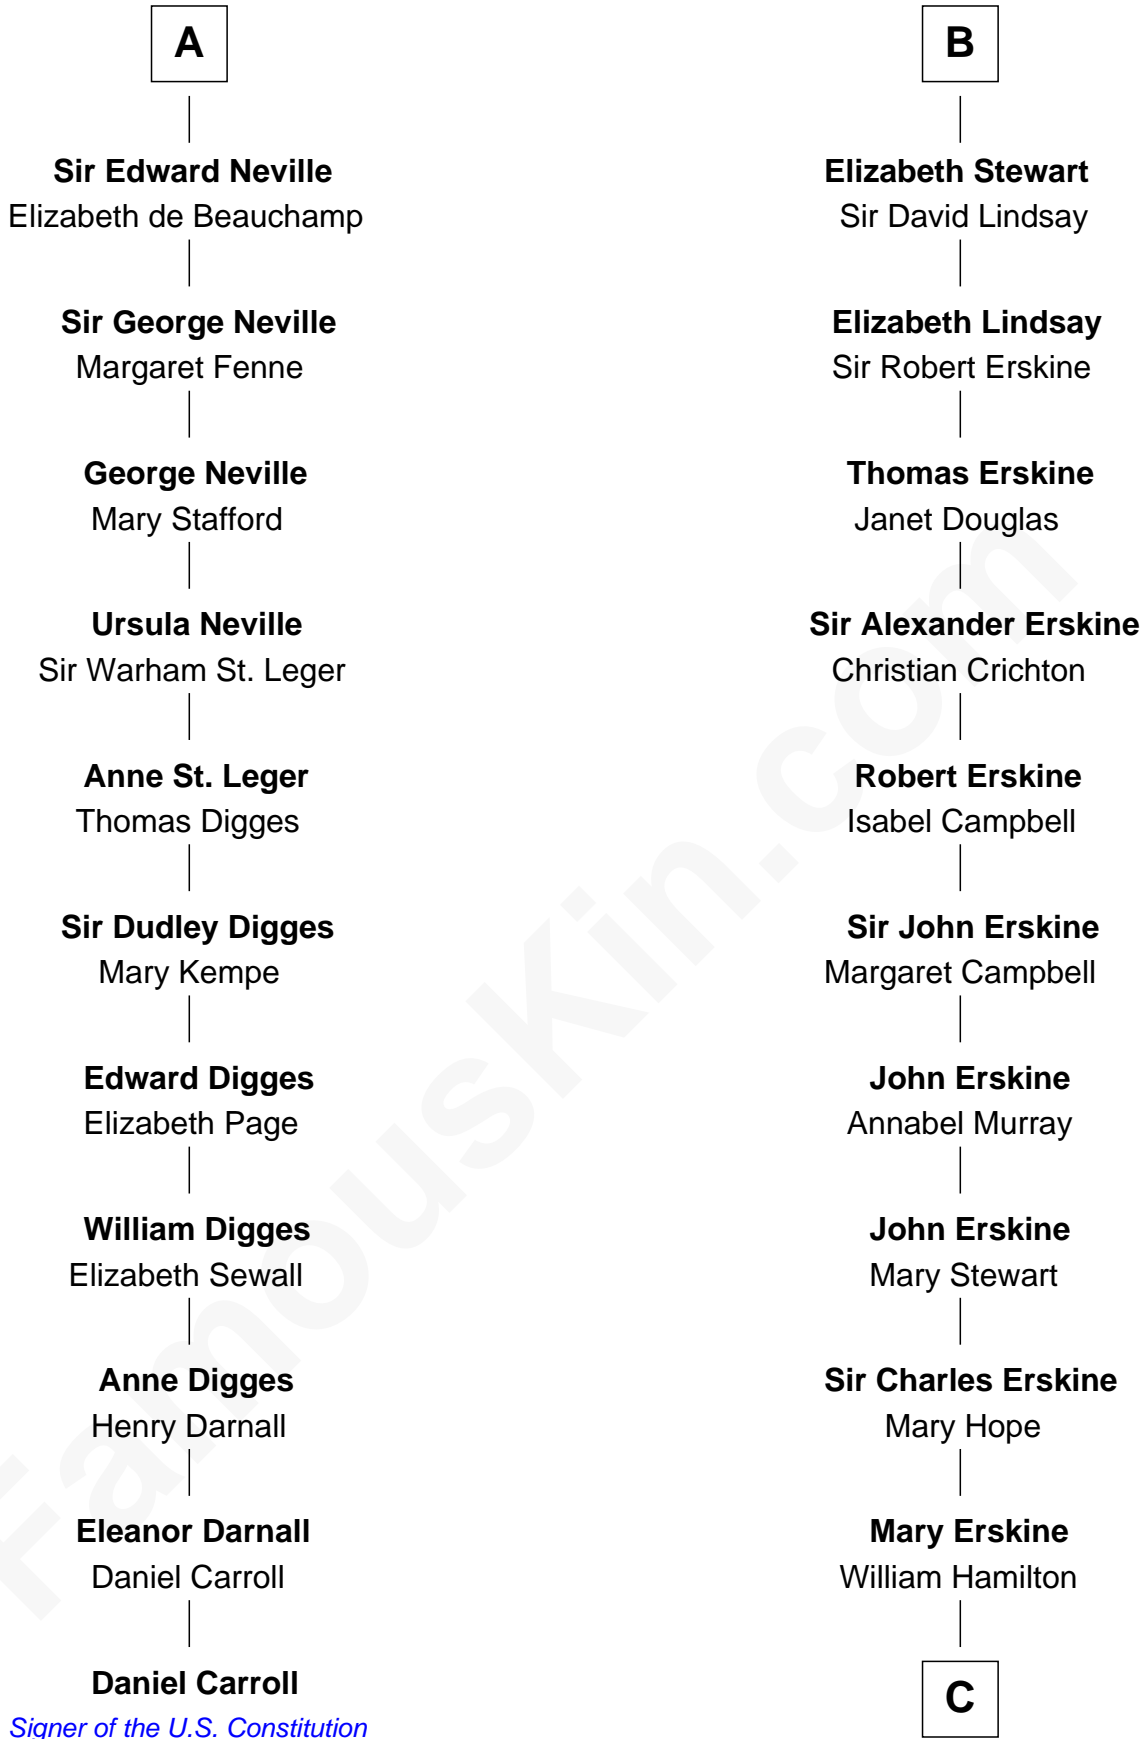 A
Sir Edward Neville
Elizabeth de Beauchamp
Sir George Neville
Margaret Fenne
George Neville
Mary Stafford
Ursula Neville
Sir Warham St. Leger
Anne St. Leger
Thomas Digges
Sir Dudley Digges
Mary Kempe
Edward Digges
Elizabeth Page
William Digges
Elizabeth Sewall
Anne Digges
Henry Darnall
Eleanor Darnall
Daniel Carroll
Daniel Carroll
Signer of the U.S. Constitution
B
Elizabeth Stewart
Sir David Lindsay
Elizabeth Lindsay
Sir Robert Erskine
Thomas Erskine
Janet Douglas
Sir Alexander Erskine
Christian Crichton
Robert Erskine
Isabel Campbell
Sir John Erskine
Margaret Campbell
John Erskine
Annabel Murray
John Erskine
Mary Stewart
Sir Charles Erskine
Mary Hope
Mary Erskine
William Hamilton
C
FamousKin.com